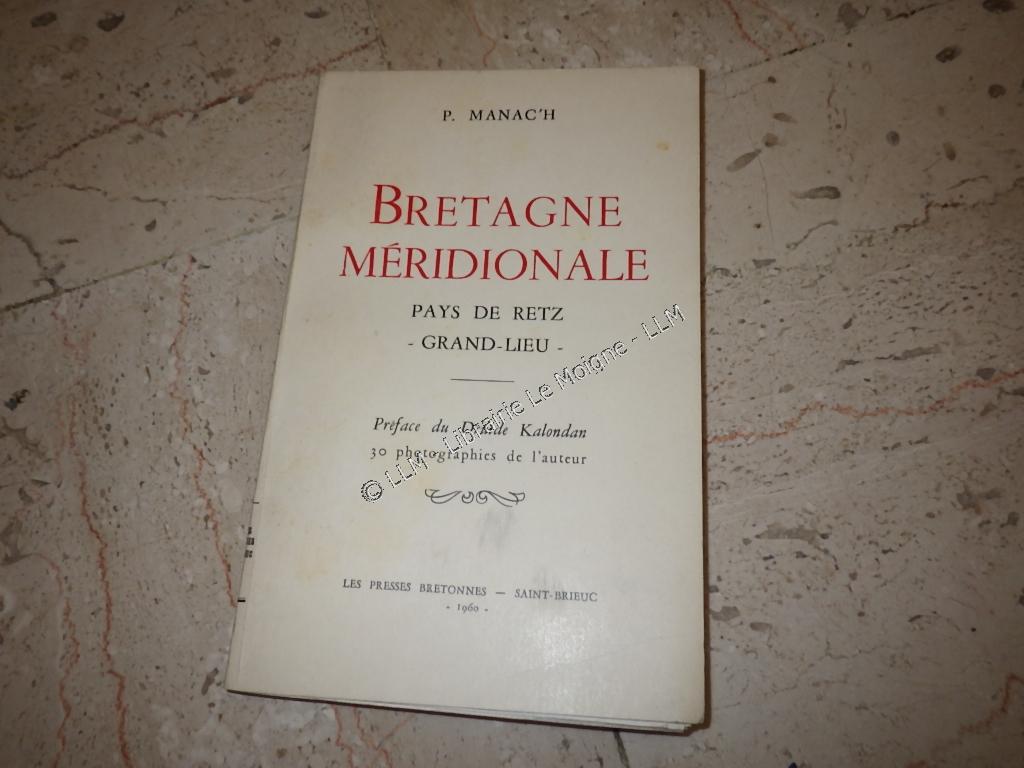 P. MANAC'H
BRETAGNE
MÉRIDIONALE
PAYS DE RETZ
- GRAND-LIEU -
Préface du Druide Kalondan
30 photographies de l'auteur
© LLM - Librairie Le Moigne - LLM
LES PRESSES BRETONNES — SAINT-BRIEUC
- 1960 -